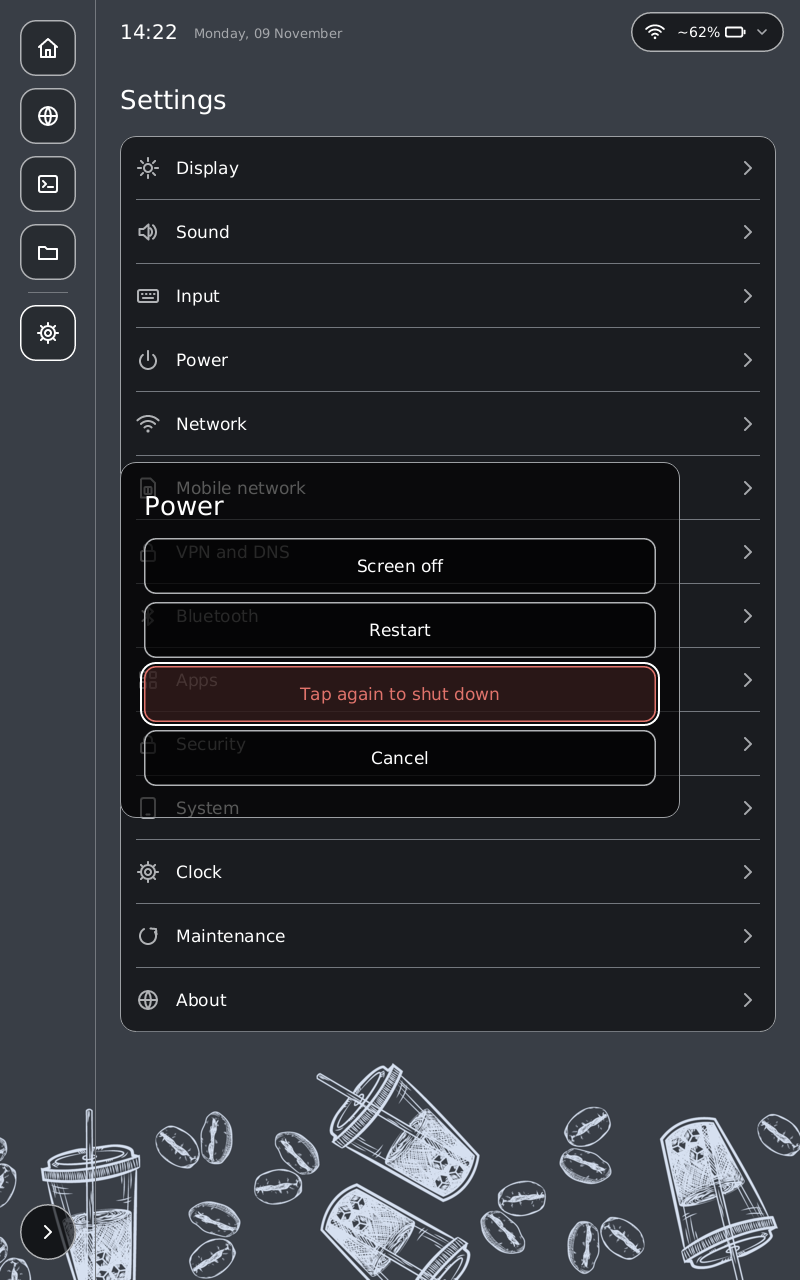 14:22 Monday, 09 November ~62%
Settings
Display
Sound
Input
Power
Network
Mobile network
Power
VPN and DNS
Screen off
Bluetooth
Restart
Apps
Tap again to shut down
Security
Cancel
System
Clock
Maintenance
About